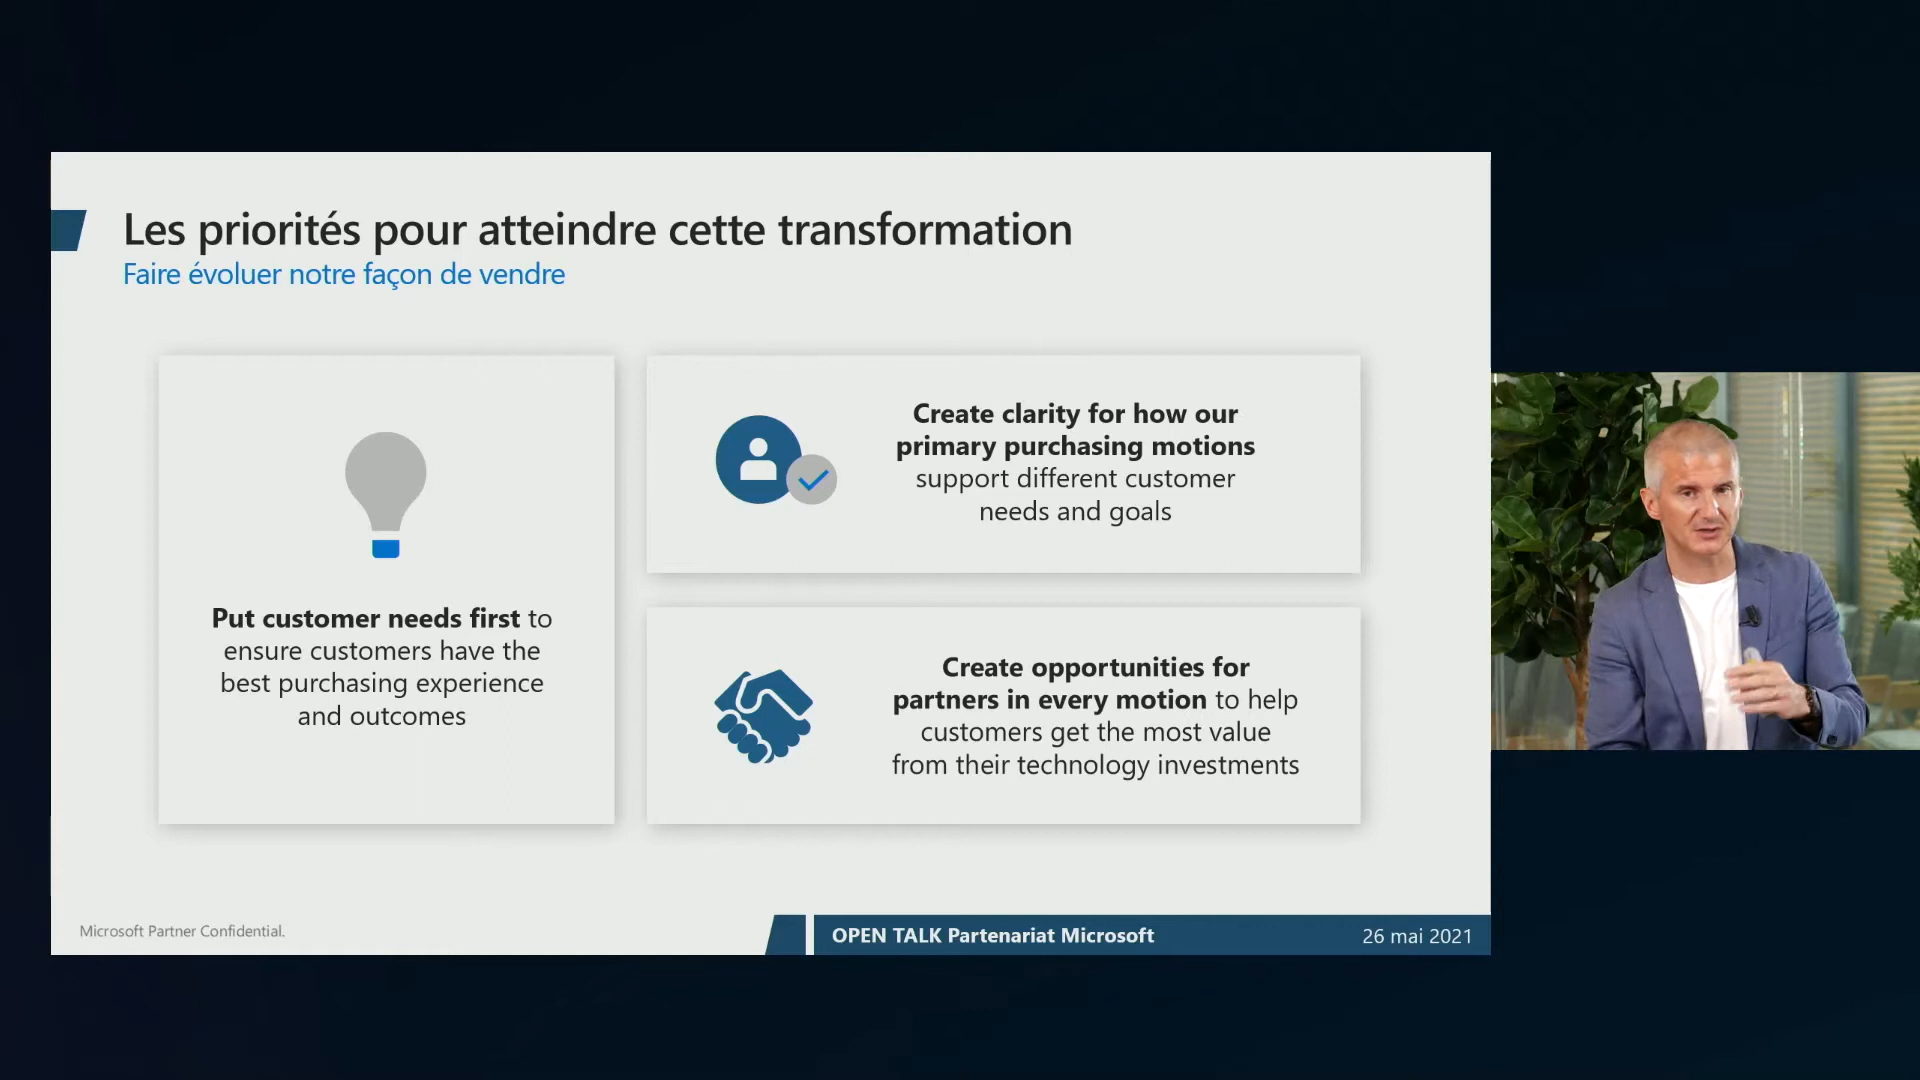 Les priorités pour atteindre cette transformation
Faire évoluer notre façon de vendre
Put customer needs first to
ensure customers have the
best purchasing experience
and outcomes
Create clarity for how our
primary purchasing motions
support different customer
needs and goals
Create opportunities for
partners in every motion to help
customers get the most value
from their technology investments
Microsoft Partner Confidential.
OPEN TALK Partenariat Microsoft
26 mai 2021